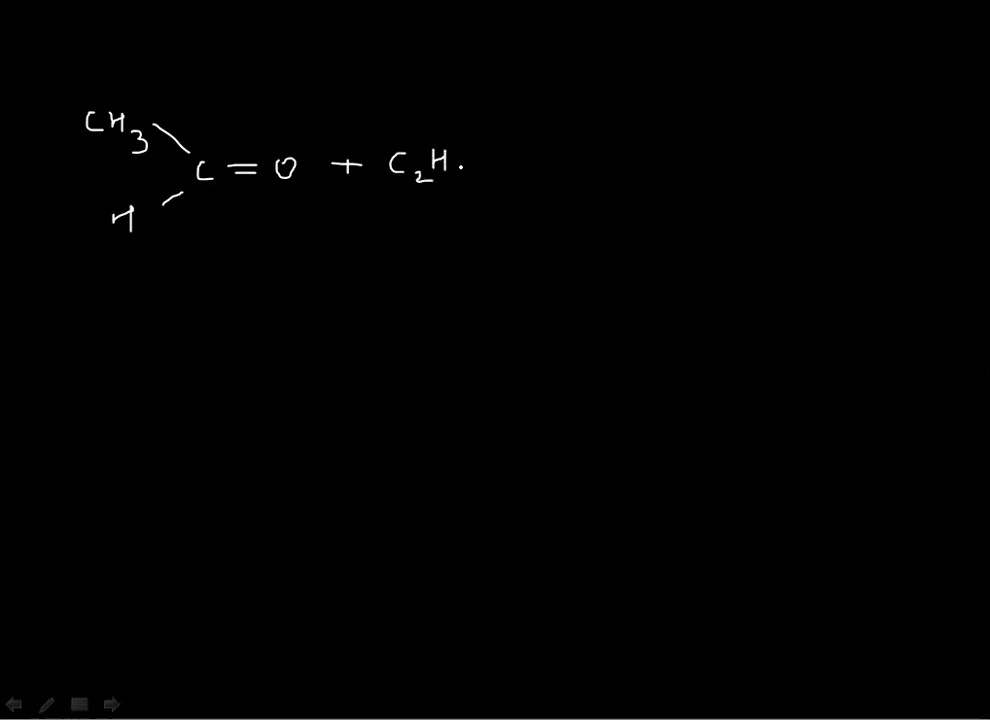 CH₃
C = O + C₂H.
H